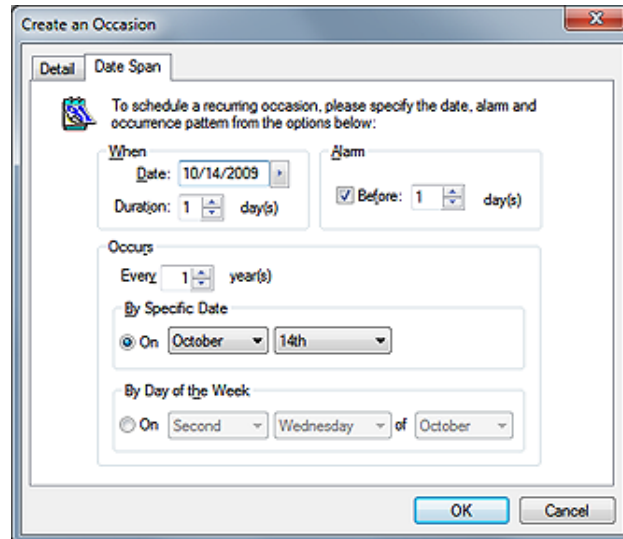 Create an Occasion
Detail Date Span
To schedule a recurring occasion, please specify the date, alarm and
occurrence pattern from the options below:
When Alarm
Date: 10/14/2009 Before: 1 day(s)
Duration: 1 day(s)
Occurs
Every 1 year(s)
By Specific Date
On October 14th
By Day of the Week
On Second Wednesday of October
OK Cancel